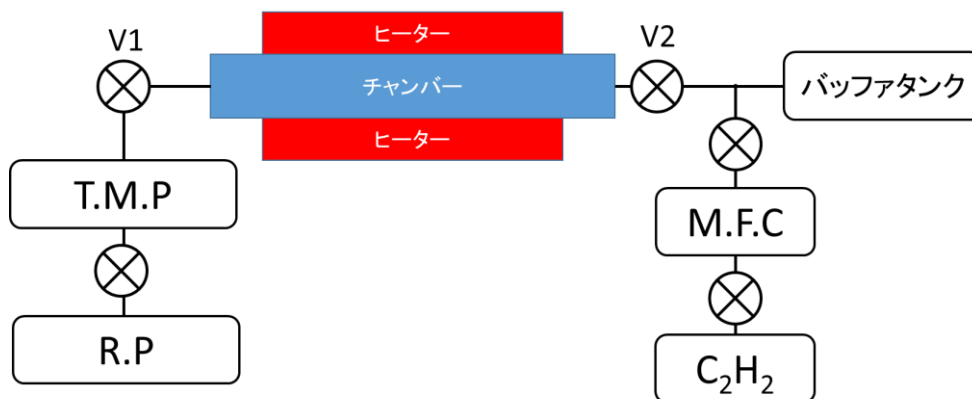 ヒーター
V1
V2
チャンバー
バッファタンク
ヒーター
T.M.P
M.F.C
R.P
C₂H₂